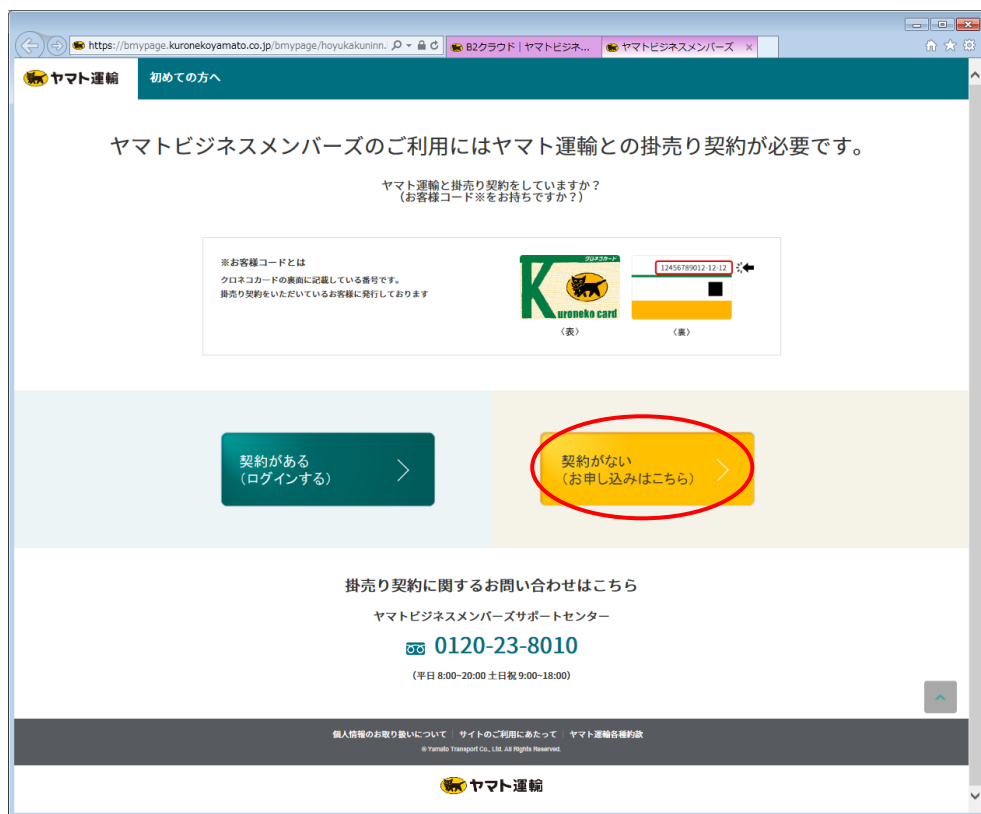 https://bmypage.kuronekoyamato.co.jp/bmypage/hoyukakuninn.
B2クラウド｜ヤマトビジネ...
ヤマトビジネスメンバーズ
ヤマト運輸
初めての方へ
ヤマトビジネスメンバーズのご利用にはヤマト運輸との掛売り契約が必要です。
ヤマト運輸と掛売り契約をしていますか？
（お客様コード※をお持ちですか？）
※お客様コードとは
クロネコカードの裏面に記載している番号です。
掛売り契約をいただいているお客様に発行しております
クロネコカード
Kuroneko card
12456789012-12-12
〈表〉
〈裏〉
契約がある
（ログインする）
契約がない
（お申し込みはこちら）
掛売り契約に関するお問い合わせはこちら
ヤマトビジネスメンバーズサポートセンター
0120-23-8010
（平日 8:00~20:00 土日祝 9:00~18:00）
個人情報のお取り扱いについて｜サイトのご利用にあたって｜ヤマト運輸各種約款
© Yamato Transport Co., Ltd. All Rights Reserved.
ヤマト運輸